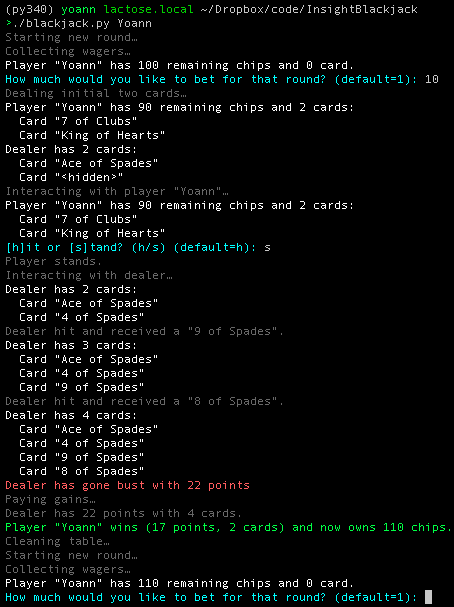 (py340) yoann lactose.local ~/Dropbox/code/InsightBlackjack
>./blackjack.py Yoann
Starting new round…
Collecting wagers…
Player "Yoann" has 100 remaining chips and 0 card.
How much would you like to bet for that round? (default=1): 10
Dealing initial two cards…
Player "Yoann" has 90 remaining chips and 2 cards:
  Card "7 of Clubs"
  Card "King of Hearts"
Dealer has 2 cards:
  Card "Ace of Spades"
  Card "<hidden>"
Interacting with player "Yoann"…
Player "Yoann" has 90 remaining chips and 2 cards:
  Card "7 of Clubs"
  Card "King of Hearts"
[h]it or [s]tand? (h/s) (default=h): s
Player stands.
Interacting with dealer…
Dealer has 2 cards:
  Card "Ace of Spades"
  Card "4 of Spades"
Dealer hit and received a "9 of Spades".
Dealer has 3 cards:
  Card "Ace of Spades"
  Card "4 of Spades"
  Card "9 of Spades"
Dealer hit and received a "8 of Spades".
Dealer has 4 cards:
  Card "Ace of Spades"
  Card "4 of Spades"
  Card "9 of Spades"
  Card "8 of Spades"
Dealer has gone bust with 22 points
Paying gains…
Dealer has 22 points with 4 cards.
Player "Yoann" wins (17 points, 2 cards) and now owns 110 chips.
Cleaning table…
Starting new round…
Collecting wagers…
Player "Yoann" has 110 remaining chips and 0 card.
How much would you like to bet for that round? (default=1):